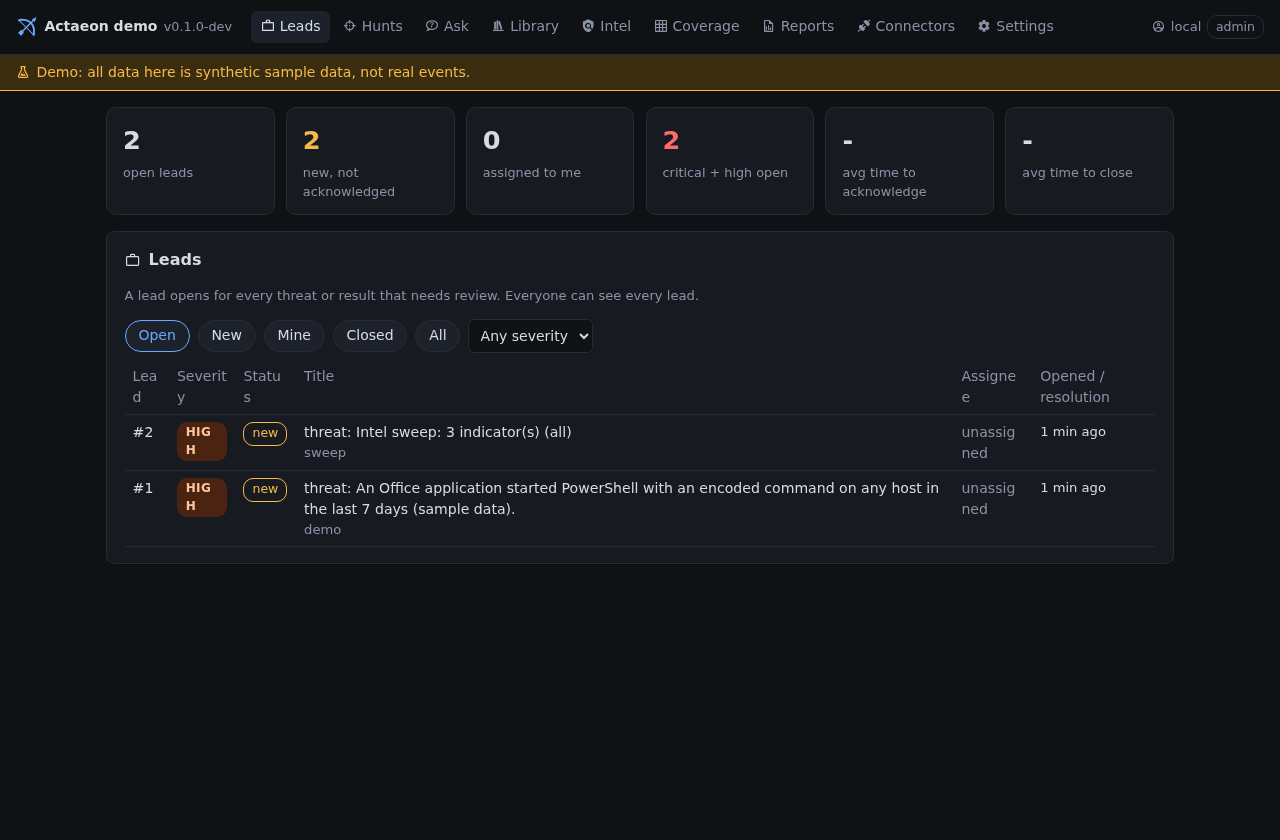 Actaeon demo v0.1.0-dev Leads Hunts Ask Library Intel Coverage Reports Connectors Settings local admin
Demo: all data here is synthetic sample data, not real events.
2
open leads
2
new, not
acknowledged
0
assigned to me
2
critical + high open
-
avg time to
acknowledge
-
avg time to close
Leads
A lead opens for every threat or result that needs review. Everyone can see every lead.
Open New Mine Closed All Any severity
Lea
d
Severit
y
Statu
s
Title
Assigne
e
Opened /
resolution
#2
HIG
H
new
threat: Intel sweep: 3 indicator(s) (all)
sweep
unassig
ned
1 min ago
#1
HIG
H
new
threat: An Office application started PowerShell with an encoded command on any host in
the last 7 days (sample data).
demo
unassig
ned
1 min ago